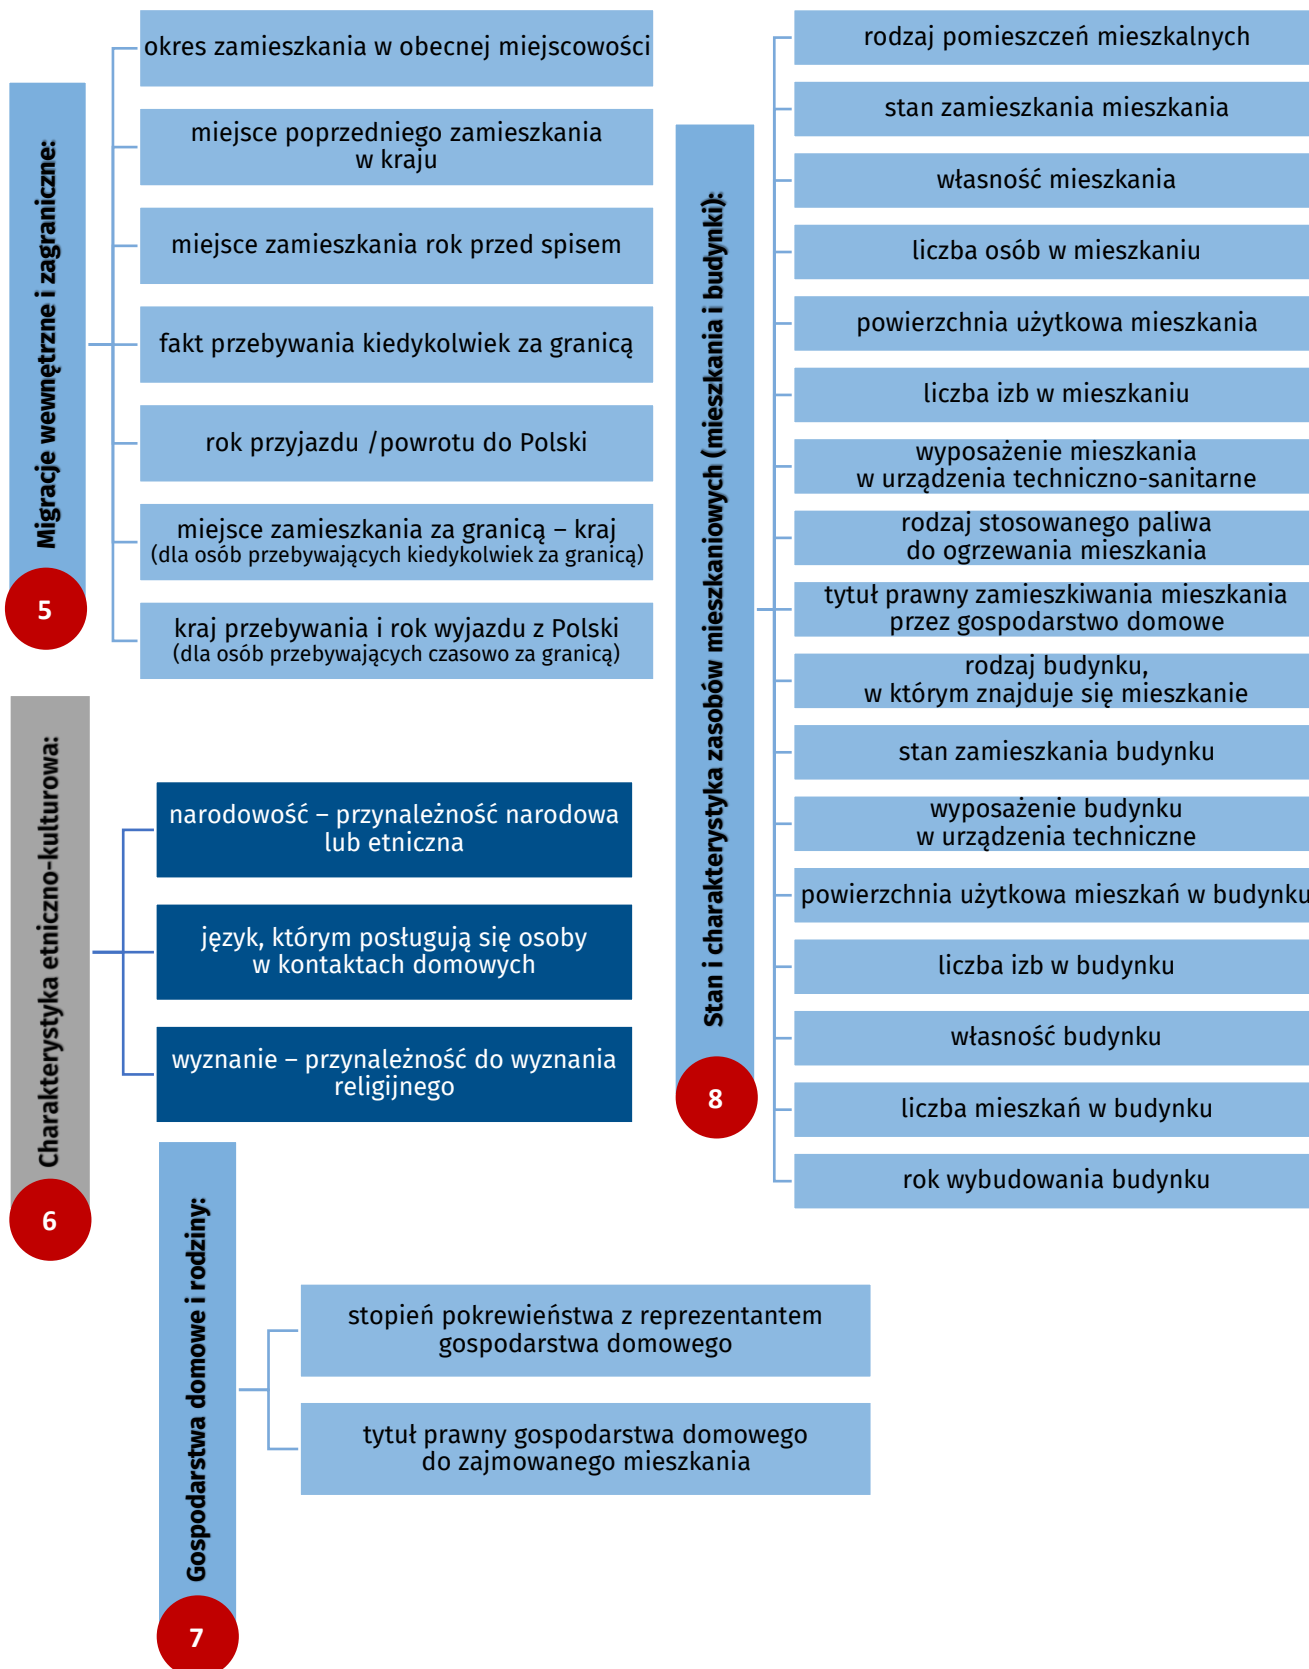 Migracje wewnętrzne i zagraniczne:
5
okres zamieszkania w obecnej miejscowości
miejsce poprzedniego zamieszkania
w kraju
miejsce zamieszkania rok przed spisem
fakt przebywania kiedykolwiek za granicą
rok przyjazdu /powrotu do Polski
miejsce zamieszkania za granicą – kraj
(dla osób przebywających kiedykolwiek za granicą)
kraj przebywania i rok wyjazdu z Polski
(dla osób przebywających czasowo za granicą)
Charakterystyka etniczno-kulturowa:
6
narodowość – przynależność narodowa
lub etniczna
język, którym posługują się osoby
w kontaktach domowych
wyznanie – przynależność do wyznania
religijnego
Gospodarstwa domowe i rodziny:
7
stopień pokrewieństwa z reprezentantem
gospodarstwa domowego
tytuł prawny gospodarstwa domowego
do zajmowanego mieszkania
Stan i charakterystyka zasobów mieszkaniowych (mieszkania i budynki):
8
rodzaj pomieszczeń mieszkalnych
stan zamieszkania mieszkania
własność mieszkania
liczba osób w mieszkaniu
powierzchnia użytkowa mieszkania
liczba izb w mieszkaniu
wyposażenie mieszkania
w urządzenia techniczno-sanitarne
rodzaj stosowanego paliwa
do ogrzewania mieszkania
tytuł prawny zamieszkiwania mieszkania
przez gospodarstwo domowe
rodzaj budynku,
w którym znajduje się mieszkanie
stan zamieszkania budynku
wyposażenie budynku
w urządzenia techniczne
powierzchnia użytkowa mieszkań w budynku
liczba izb w budynku
własność budynku
liczba mieszkań w budynku
rok wybudowania budynku